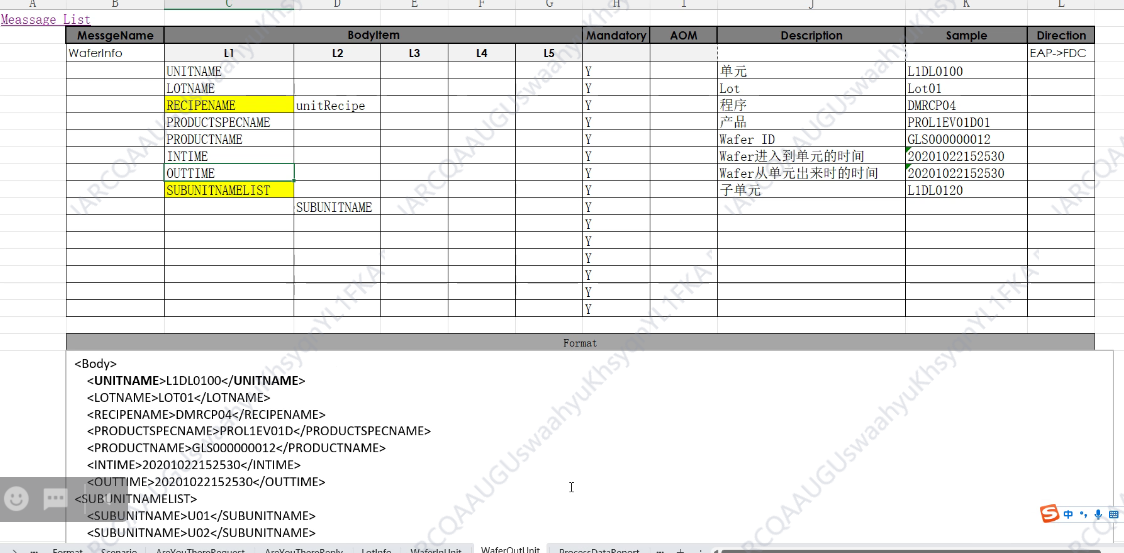 A B C D E F G H I J K L
Meassage List
MessgeName BodyItem Mandatory AOM Description Sample Direction
WaferInfo L1 L2 L3 L4 L5 EAP->FDC
UNITNAME Y 单元 L1DL0100
LOTNAME Y Lot Lot01
RECIPENAME unitRecipe Y 程序 DMRCP04
PRODUCTSPECNAME Y 产品 PROL1EV01D01
PRODUCTNAME Y Wafer ID GLS000000012
INTIME Y Wafer进入到单元的时间 20201022152530
OUTTIME Y Wafer从单元出来时的时间 20201022152530
SUBUNITNAMELIST Y 子单元 L1DL0120
SUBUNITNAME Y
Y
Y
Y
Y
Y
Y
Format
<Body>
<UNITNAME>L1DL0100</UNITNAME>
<LOTNAME>LOT01</LOTNAME>
<RECIPENAME>DMRCP04</RECIPENAME>
<PRODUCTSPECNAME>PROL1EV01D</PRODUCTSPECNAME>
<PRODUCTNAME>GLS000000012</PRODUCTNAME>
<INTIME>20201022152530</INTIME>
<OUTTIME>20201022152530</OUTTIME>
<SUBUNITNAMELIST>
<SUBUNITNAME>U01</SUBUNITNAME>
<SUBUNITNAME>U02</SUBUNITNAME>
中
Format Scenario AreYouThereRequest AreYouThereReply LotInfo WaferInUnit WaferOutUnit ProcessDataReport